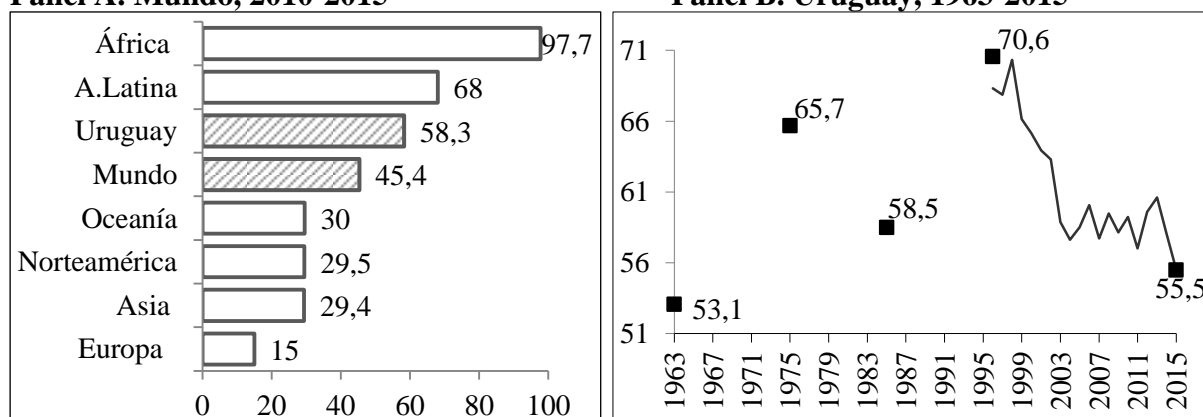 Panel A. Mundo, 2010-2015
África 97,7
A.Latina 68
Uruguay 58,3
Mundo 45,4
Oceanía 30
Norteamérica 29,5
Asia 29,4
Europa 15
0 20 40 60 80 100
Panel B. Uruguay, 1963-2015
71
66
61
56
51
70,6
65,7
58,5
53,1
55,5
1963 1967 1971 1975 1979 1983 1987 1991 1995 1999 2003 2007 2011 2015